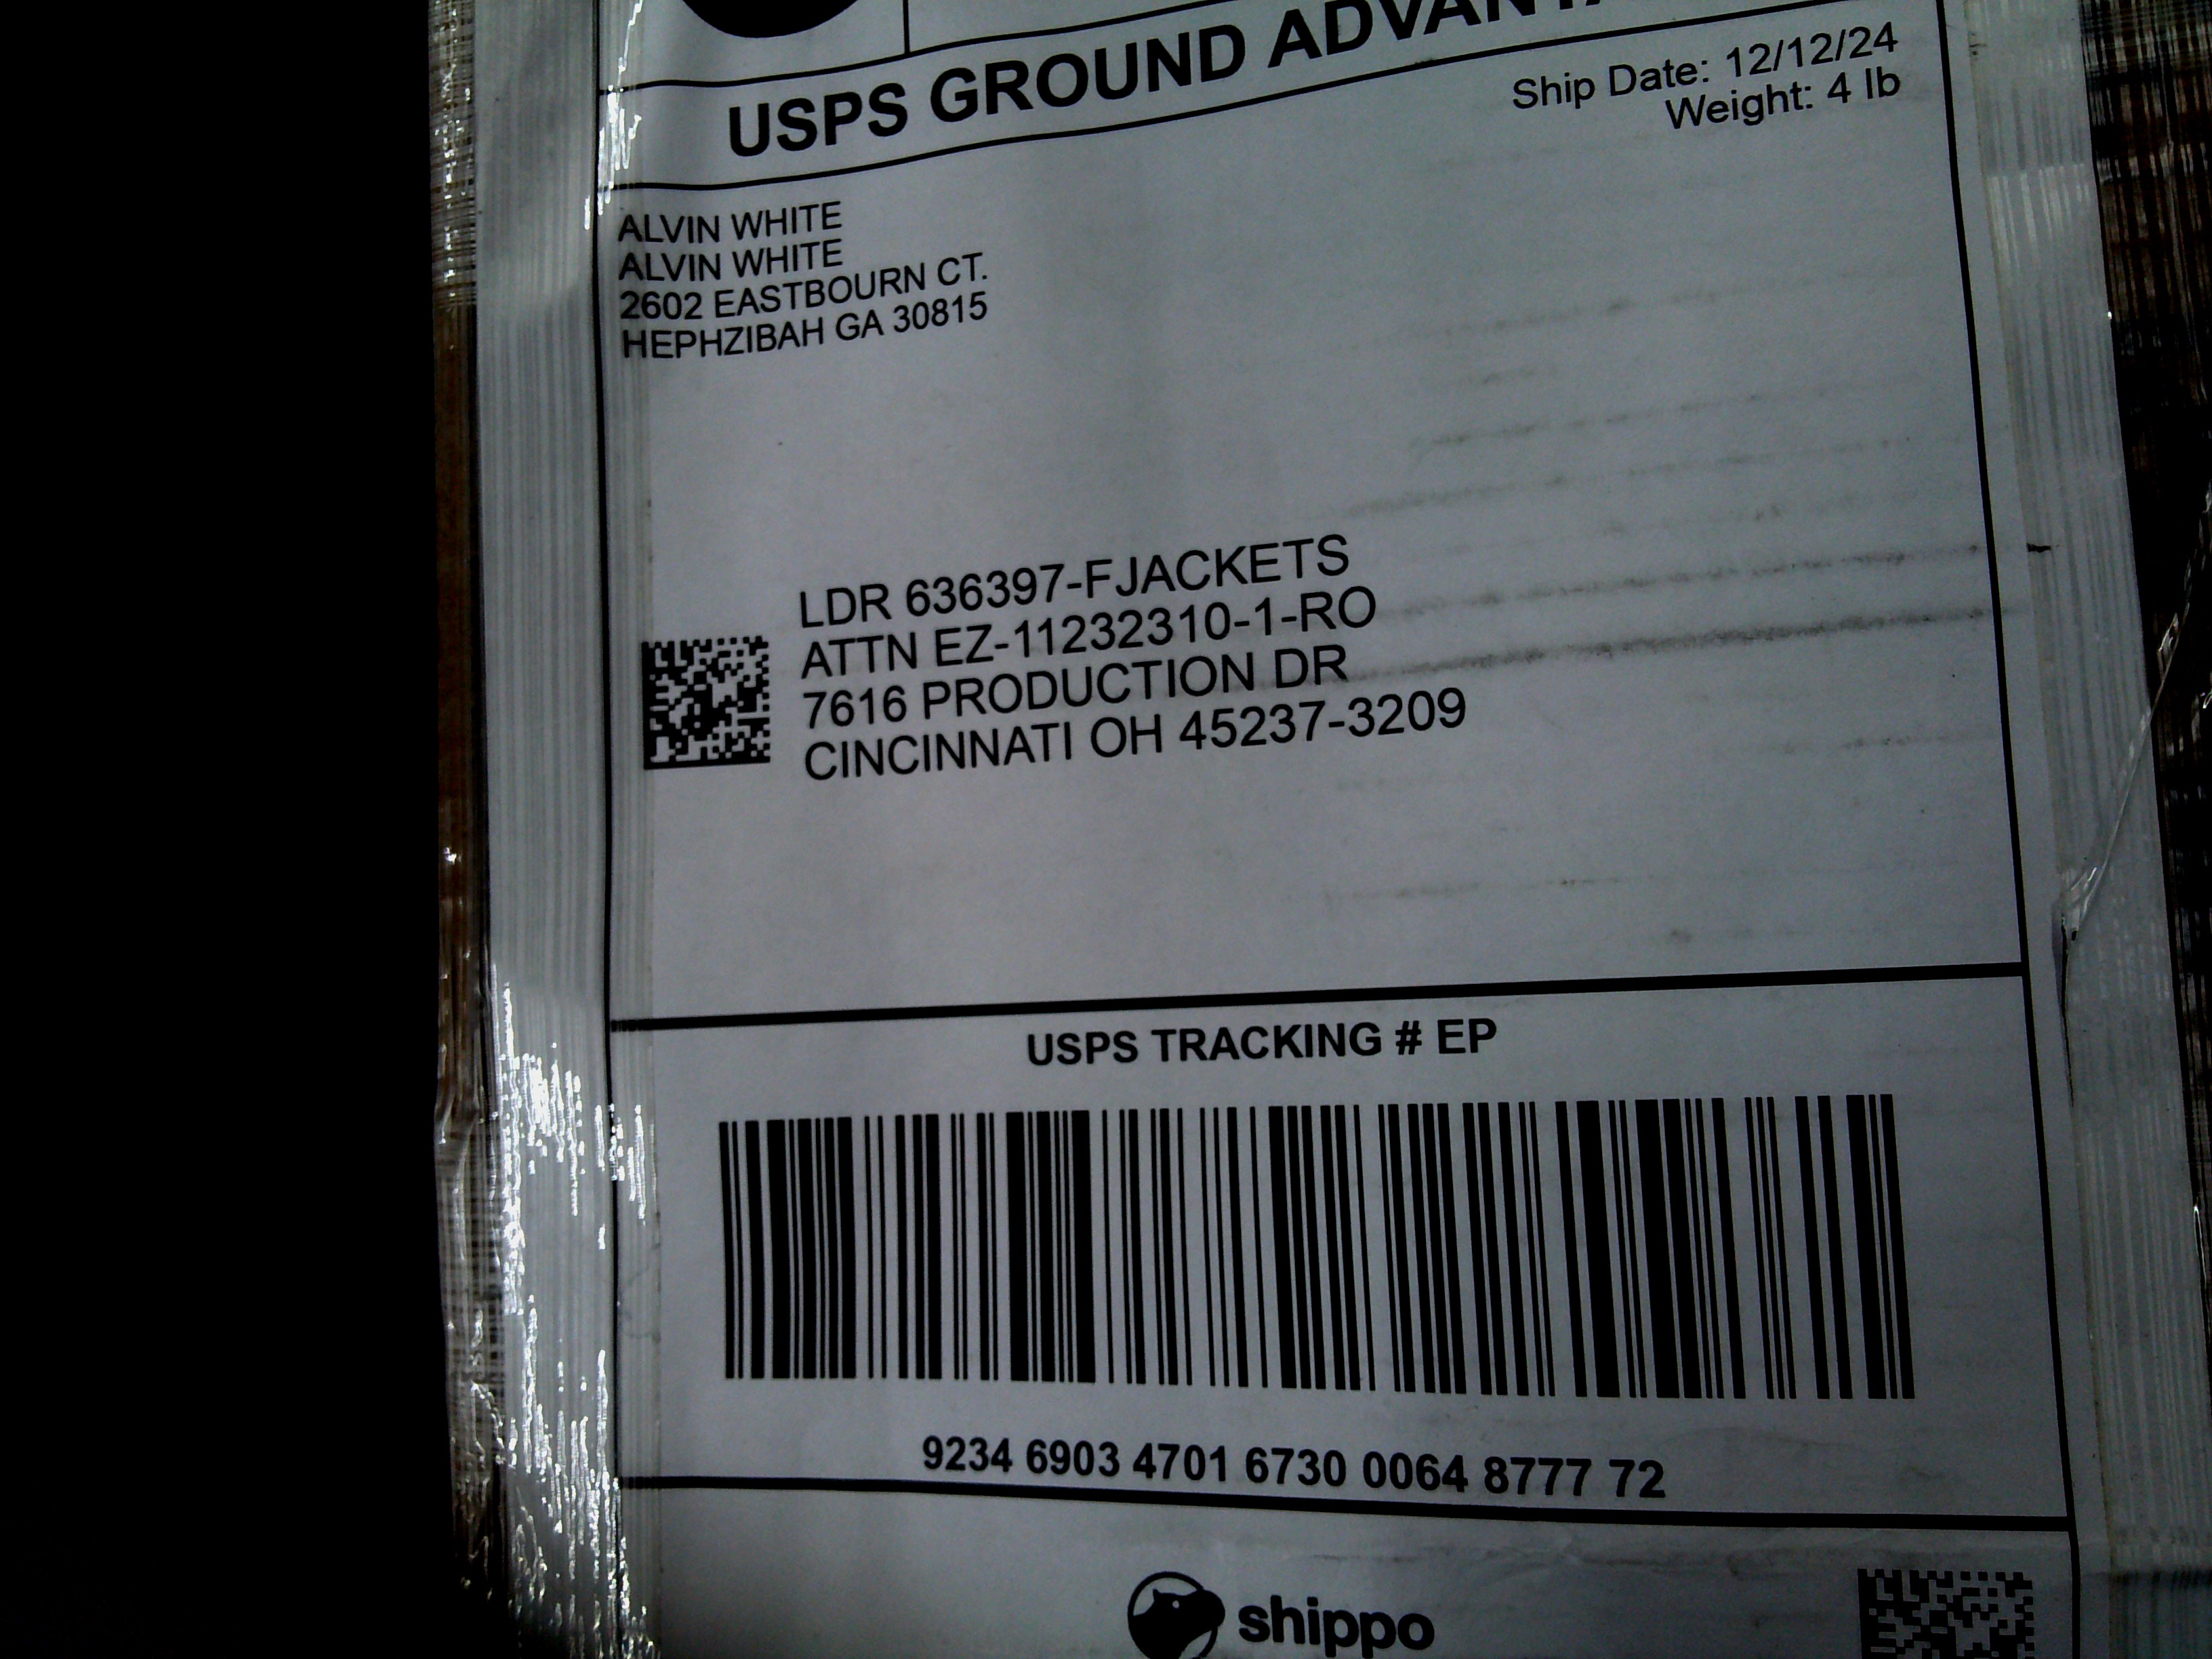 USPS GROUND
Ship Date: 12/12/24
Weight: 4 lb
ALVIN WHITE
ALVIN WHITE
2602 EASTBOURN CT.
HEPHZIBAH GA 30815
LDR 636397-FJACKETS
ATTN EZ-11232310-1-RO
7616 PRODUCTION DR
CINCINNATI OH 45237-3209
USPS TRACKING # EP
9234 6903 4701 6730 0064 8777 72
shippo